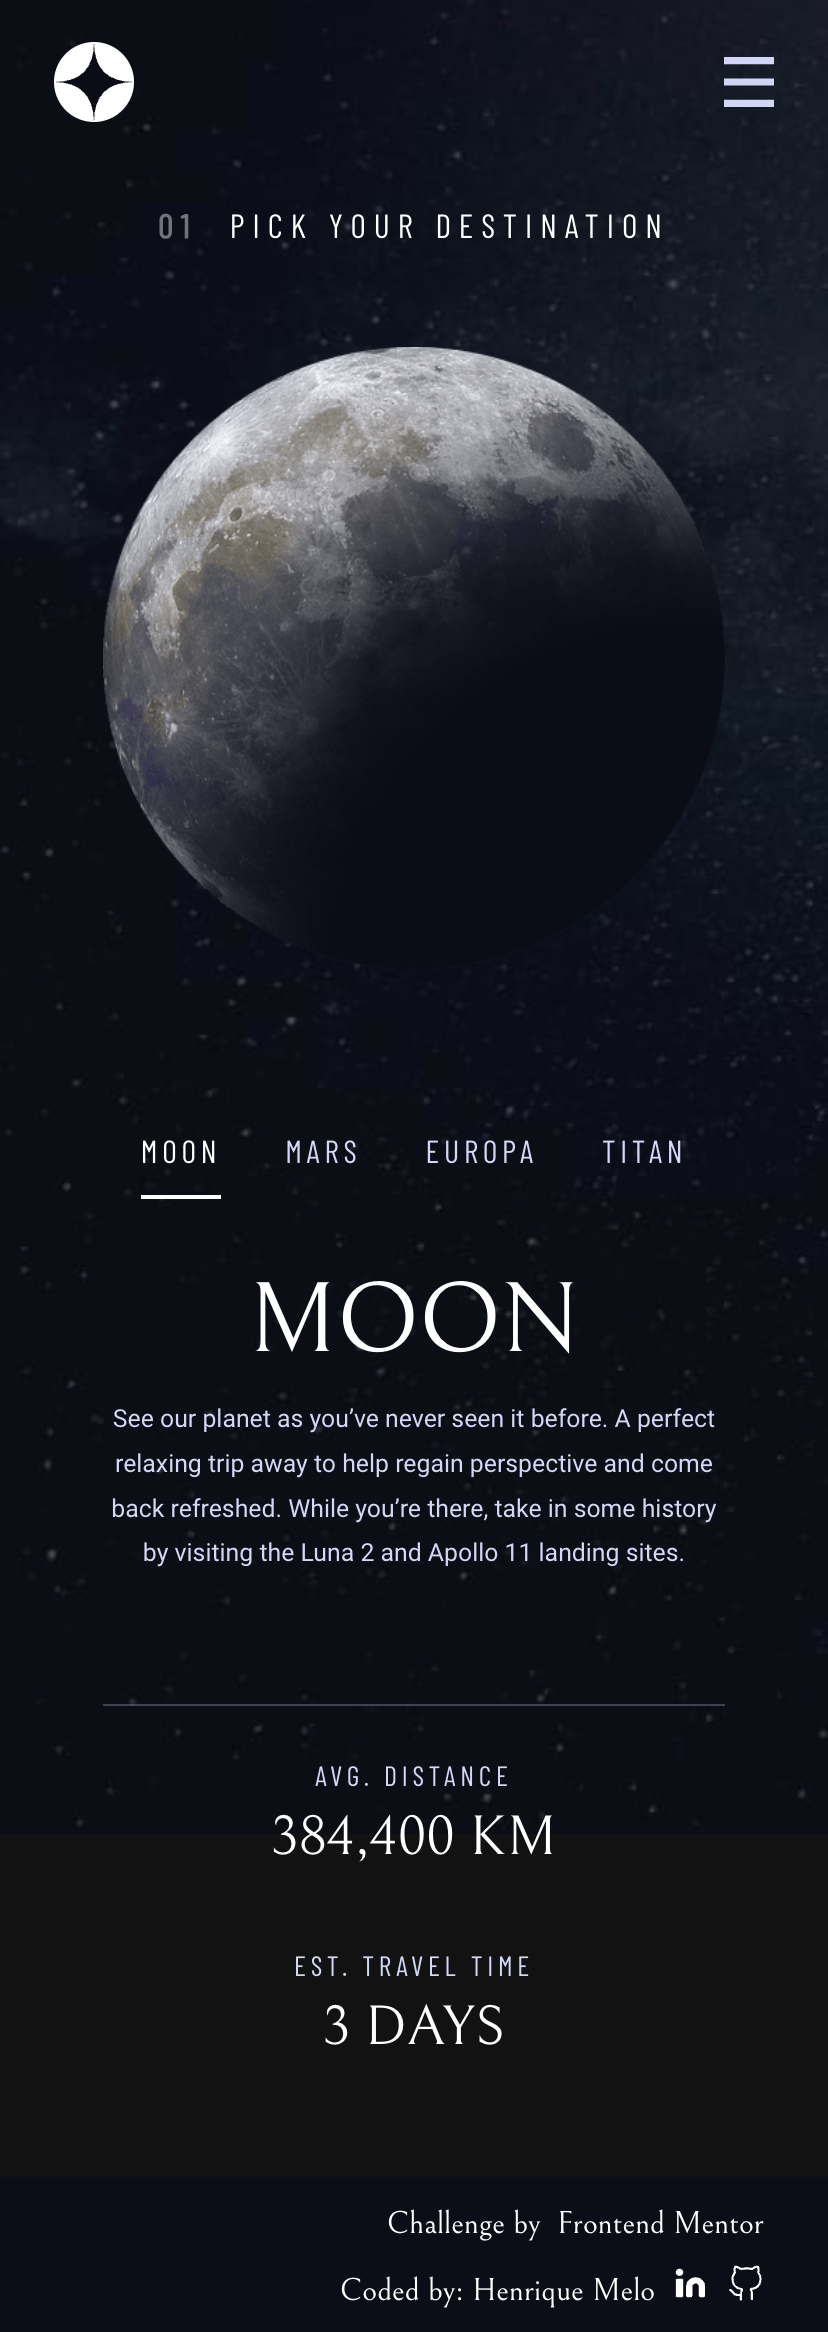 01 PICK YOUR DESTINATION
MOON MARS EUROPA TITAN
MOON
See our planet as you’ve never seen it before. A perfect
relaxing trip away to help regain perspective and come
back refreshed. While you’re there, take in some history
by visiting the Luna 2 and Apollo 11 landing sites.
AVG. DISTANCE
384,400 KM
EST. TRAVEL TIME
3 DAYS
Challenge by Frontend Mentor
Coded by: Henrique Melo in